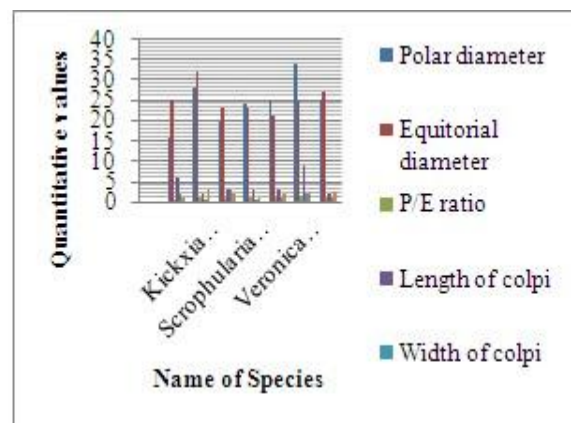 Quantitative values
40
35
30
25
20
15
10
5
0
Kickxia...
Scrophularia...
Veronica...
Name of Species
Polar diameter
Equitorial
diameter
P/E ratio
Length of colpi
Width of colpi